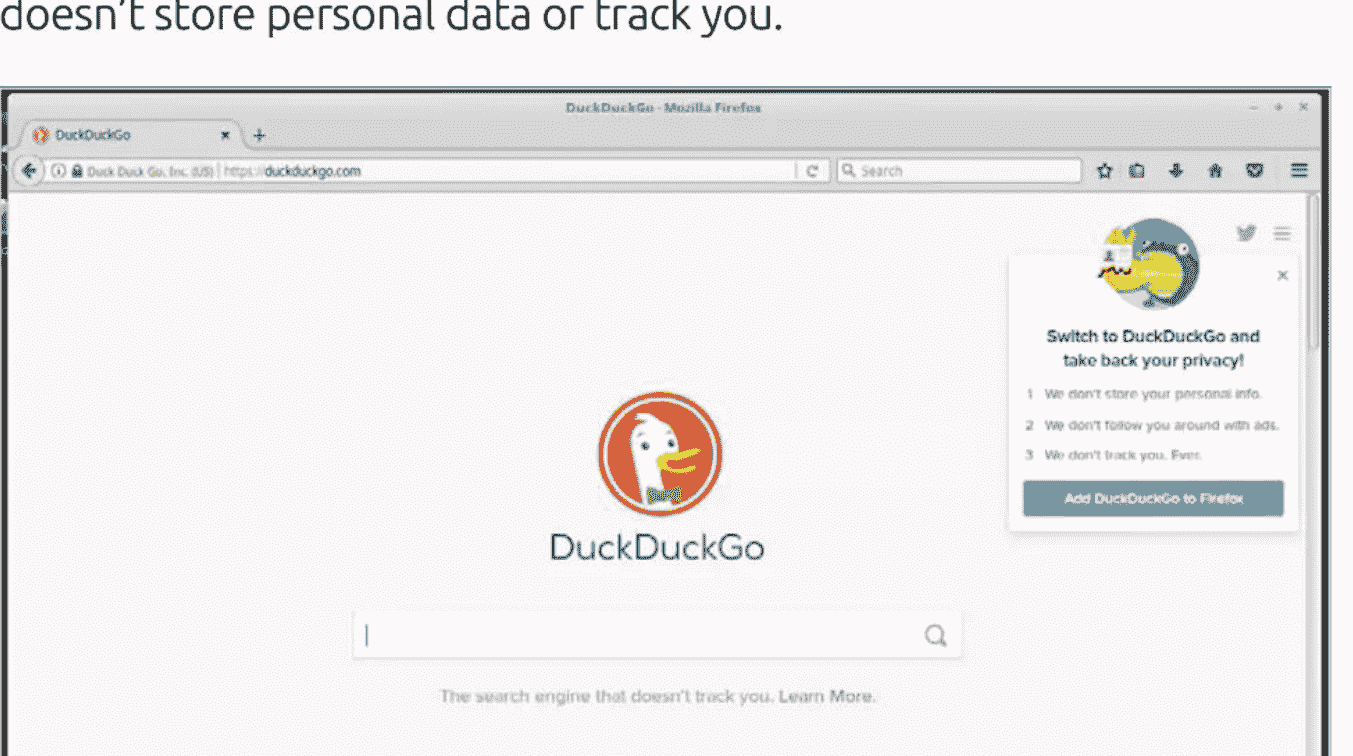 doesn't store personal data or track you.
DuckDuckGo - Mozilla Firefox
DuckDuckGo
Duck Duck Go, Inc. (US) https://duckduckgo.com
Search
Switch to DuckDuckGo and
take back your privacy!
1 We don't store your personal info.
2 We don't follow you around with ads.
3 We don't track you. Ever.
Add DuckDuckGo to Firefox
DuckDuckGo
The search engine that doesn't track you. Learn More.